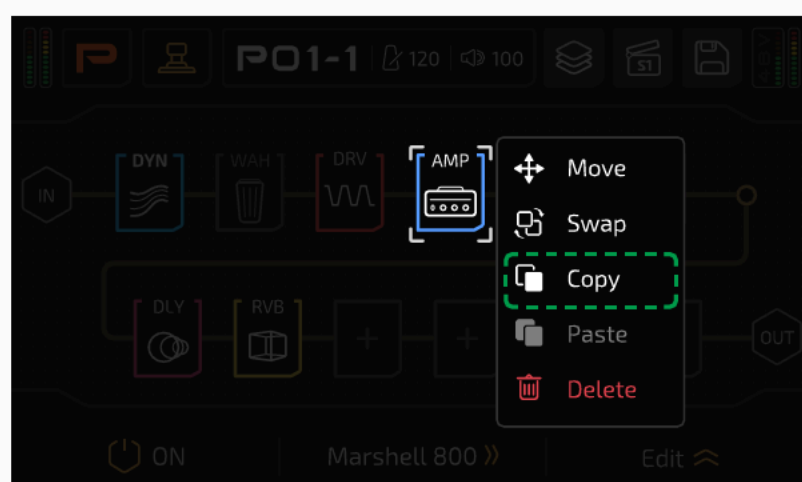 P01-1 120 100 S1
IN DYN WAH DRV AMP
Move
Swap
Copy
Paste
Delete
DLY RVB + + OUT
ON Marshell 800 Edit